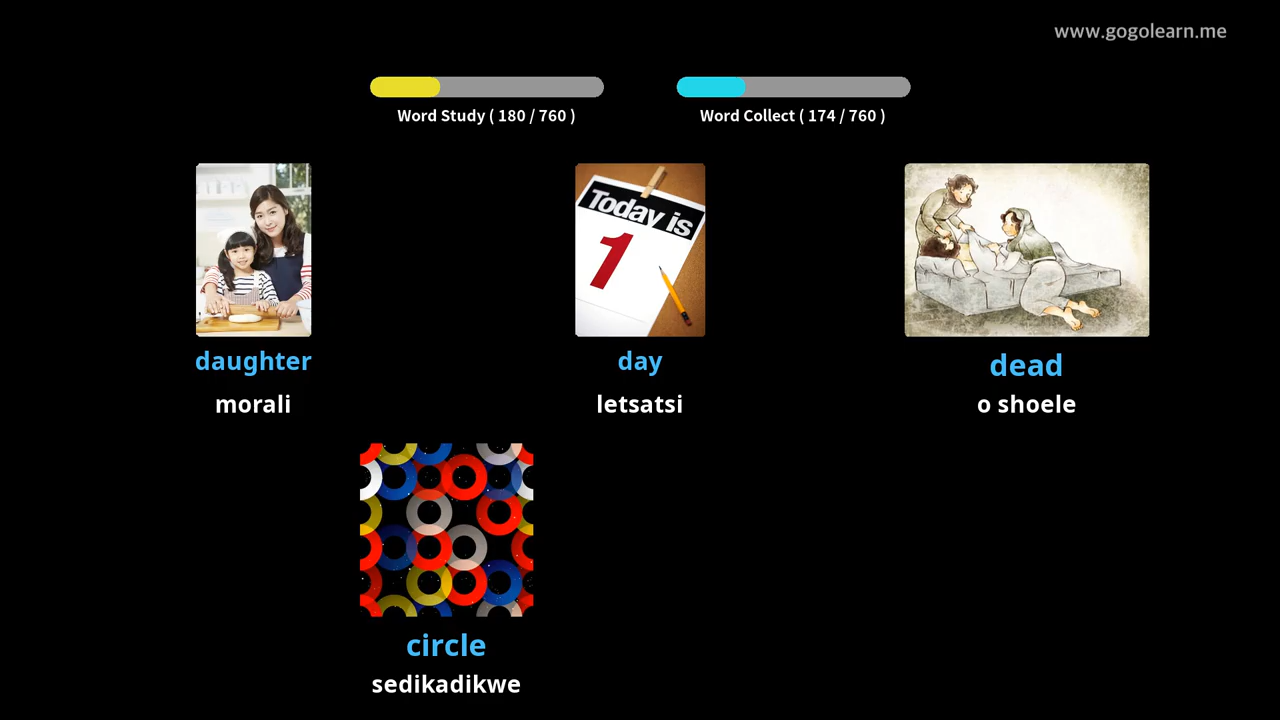 www.gogolearn.me
Word Study ( 180 / 760 )
Word Collect ( 174 / 760 )
Today is
1
daughter
day
dead
morali
letsatsi
o shoele
circle
sedikadikwe